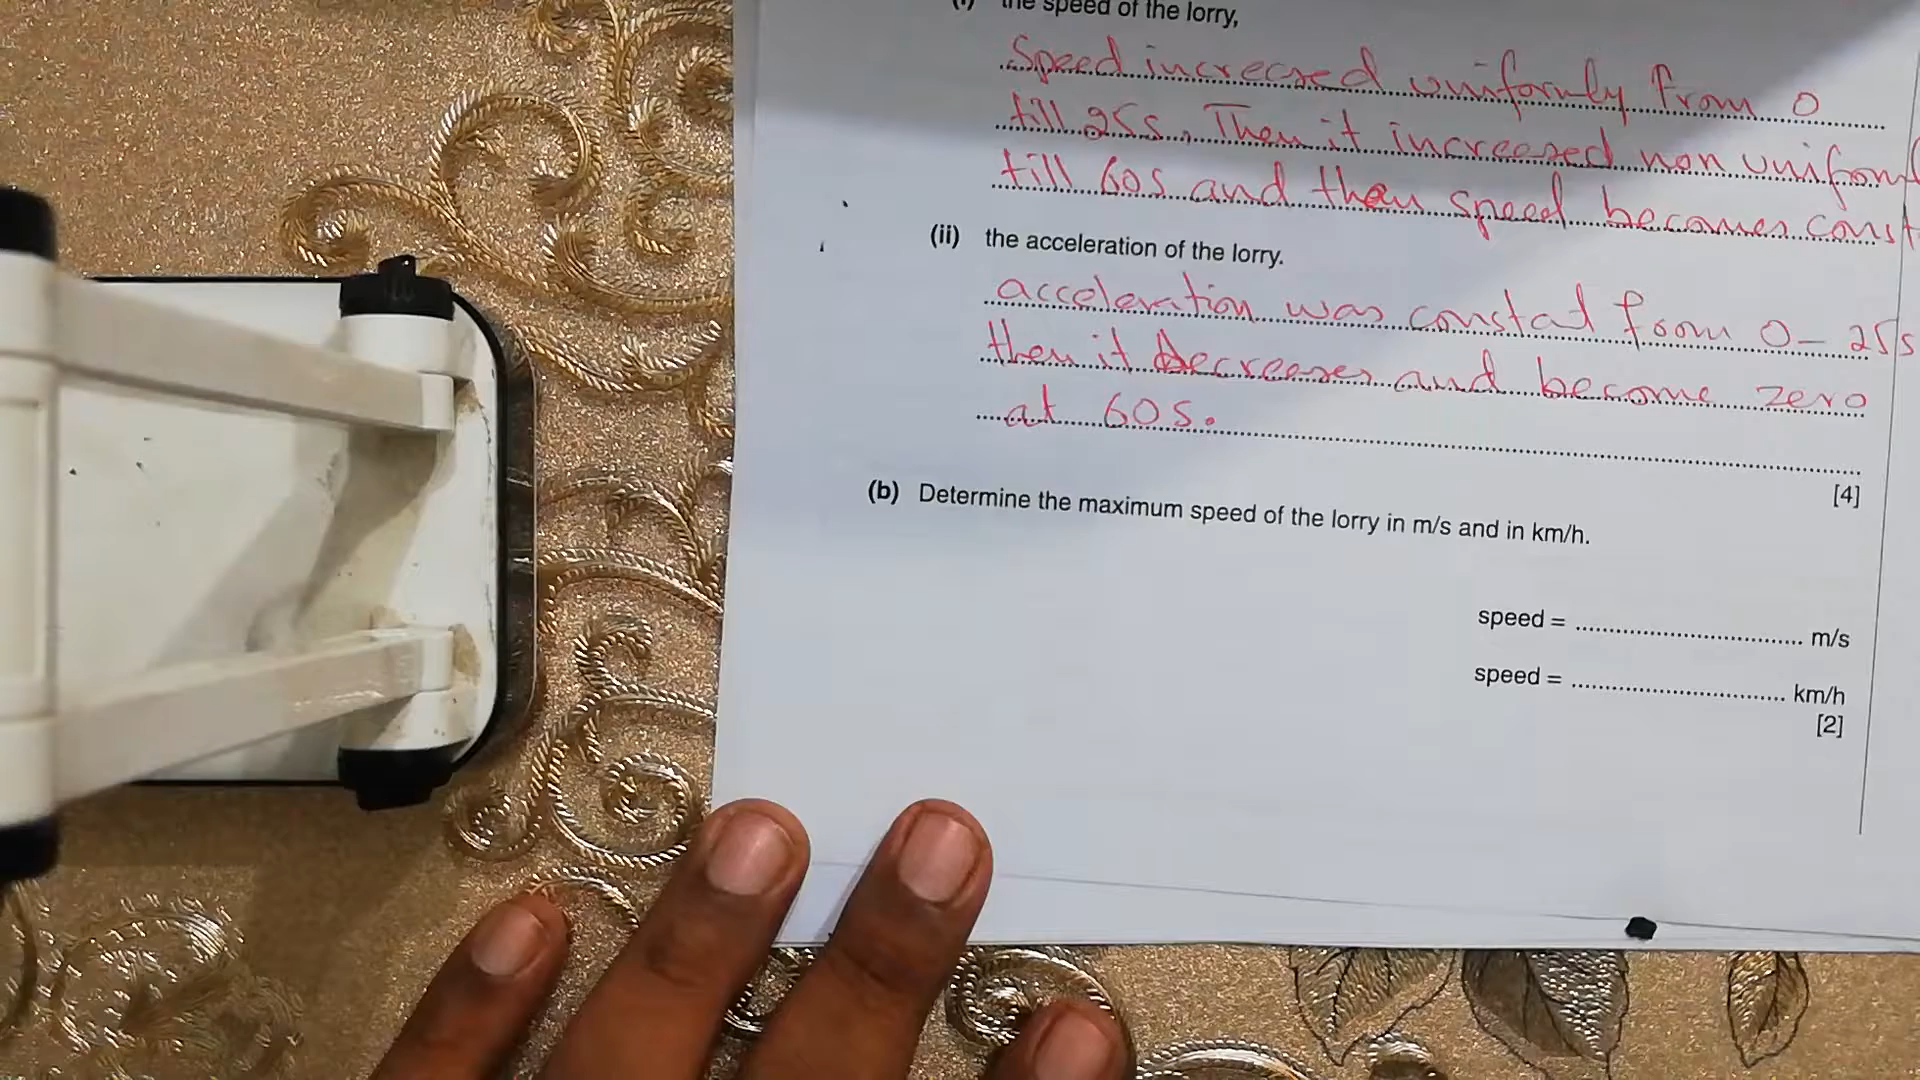 (i) the speed of the lorry,
Speed increased uniformly from 0
till 25s. Then it increased non uniform
till 60s and then speed becomes const
(ii) the acceleration of the lorry.
acceleration was constat from 0 - 25s
then it decreases and become zero
at 60s.
[4]
(b) Determine the maximum speed of the lorry in m/s and in km/h.
speed = .................... m/s
speed = .................... km/h
[2]